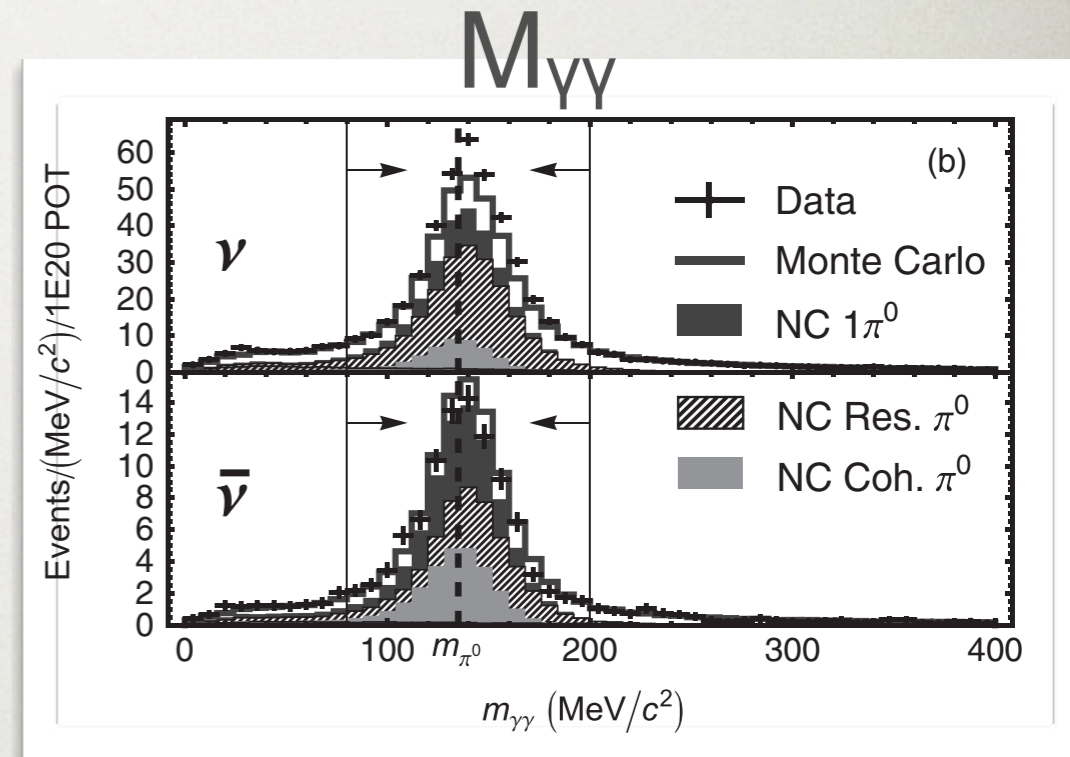 Mγγ
(b)
60
50
40
30
20
10
0
ν
Data
Monte Carlo
NC 1π⁰
14
12
10
8
6
4
2
0
ν̅
NC Res. π⁰
NC Coh. π⁰
Events/(MeV/c²)/1E20 POT
0 100 mπ⁰ 200 300 400
mγγ (MeV/c²)